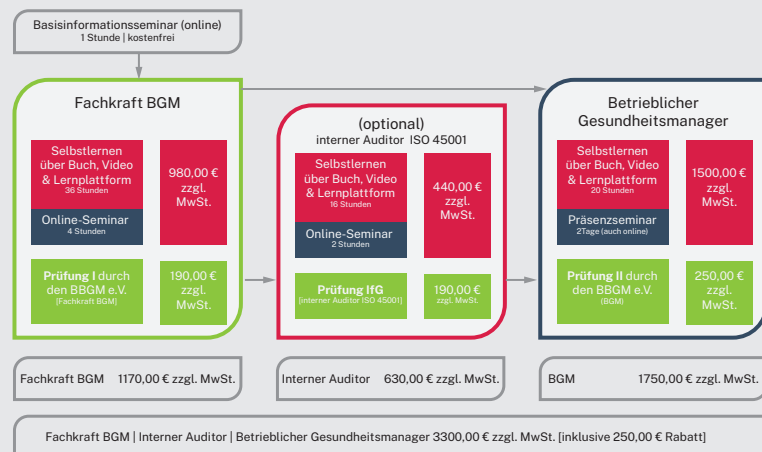 Basisinformationsseminar (online)
1 Stunde | kostenfrei
Fachkraft BGM
Selbstlernen
über Buch, Video
& Lernplattform
36 Stunden
Online-Seminar
4 Stunden
980,00 €
zzgl.
MwSt.
Prüfung I durch
den BBGM e.V.
[Fachkraft BGM]
190,00 €
zzgl.
MwSt.
(optional)
interner Auditor ISO 45001
Selbstlernen
über Buch, Video
& Lernplattform
16 Stunden
Online-Seminar
2 Stunden
440,00 €
zzgl.
MwSt.
Prüfung IfG
[interner Auditor ISO 45001]
190,00 €
zzgl. MwSt.
Betrieblicher
Gesundheitsmanager
Selbstlernen
über Buch, Video
& Lernplattform
20 Stunden
Präsenzseminar
2Tage (auch online)
1500,00 €
zzgl.
MwSt.
Prüfung II durch
den BBGM e.V.
(BGM)
250,00 €
zzgl.
MwSt.
Fachkraft BGM 1170,00 € zzgl. MwSt.
Interner Auditor 630,00 € zzgl. MwSt.
BGM 1750,00 € zzgl. MwSt.
Fachkraft BGM | Interner Auditor | Betrieblicher Gesundheitsmanager 3300,00 € zzgl. MwSt. [inklusive 250,00 € Rabatt]